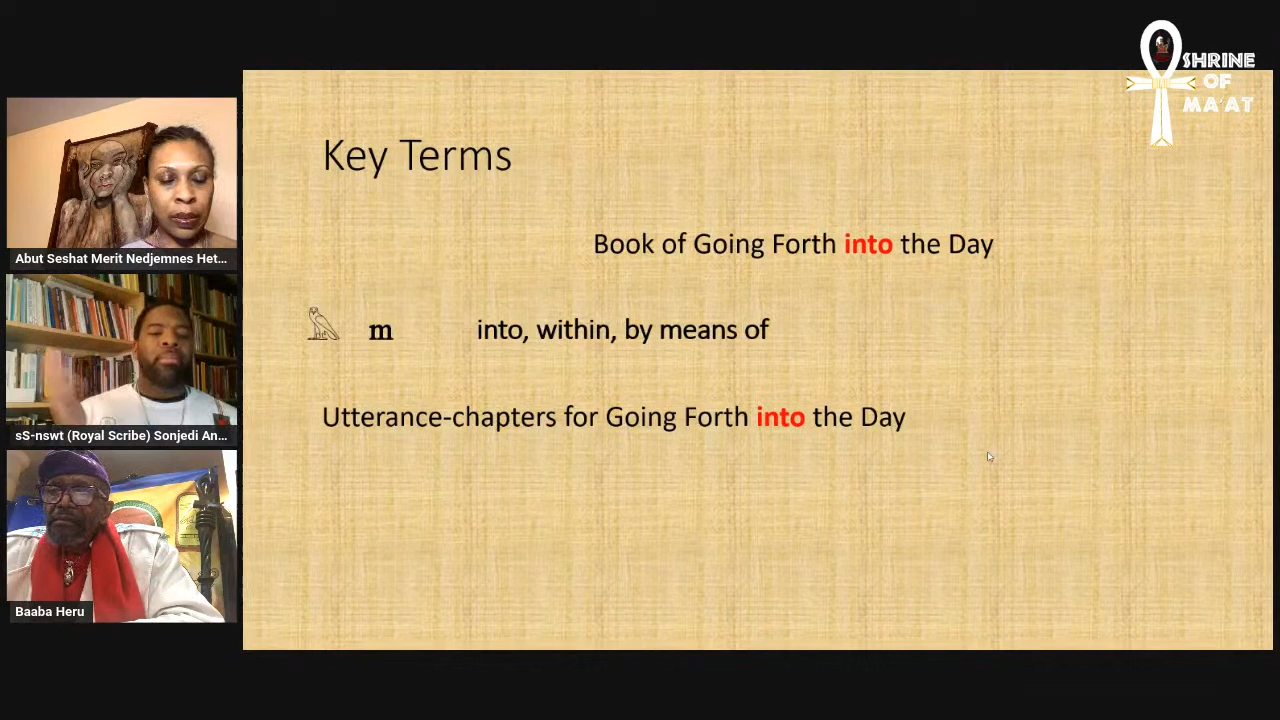 SHRINE
OF
MA'AT
Key Terms
Book of Going Forth into the Day
𓅓 m into, within, by means of
Utterance-chapters for Going Forth into the Day
Abut Seshat Merit Nedjemnes Het...
sS-nswt (Royal Scribe) Sonjedi An...
Baaba Heru